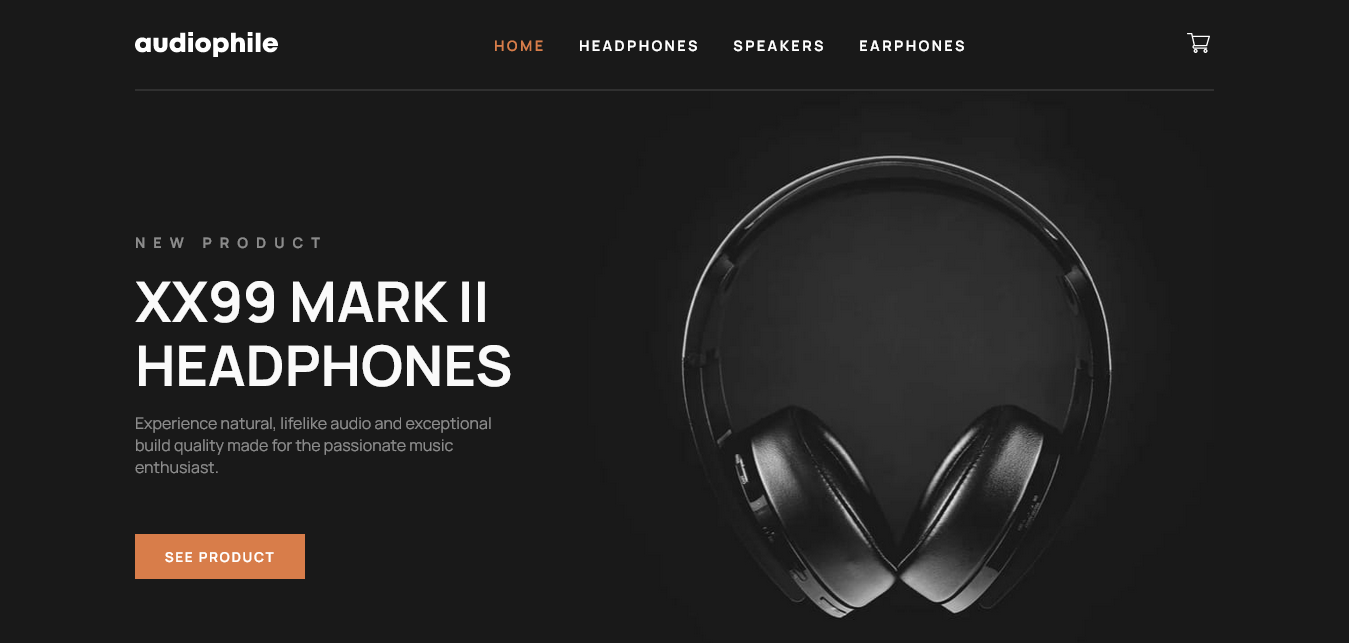 audiophile
HOME HEADPHONES SPEAKERS EARPHONES
NEW PRODUCT
XX99 MARK II
HEADPHONES
Experience natural, lifelike audio and exceptional
build quality made for the passionate music
enthusiast.
SEE PRODUCT